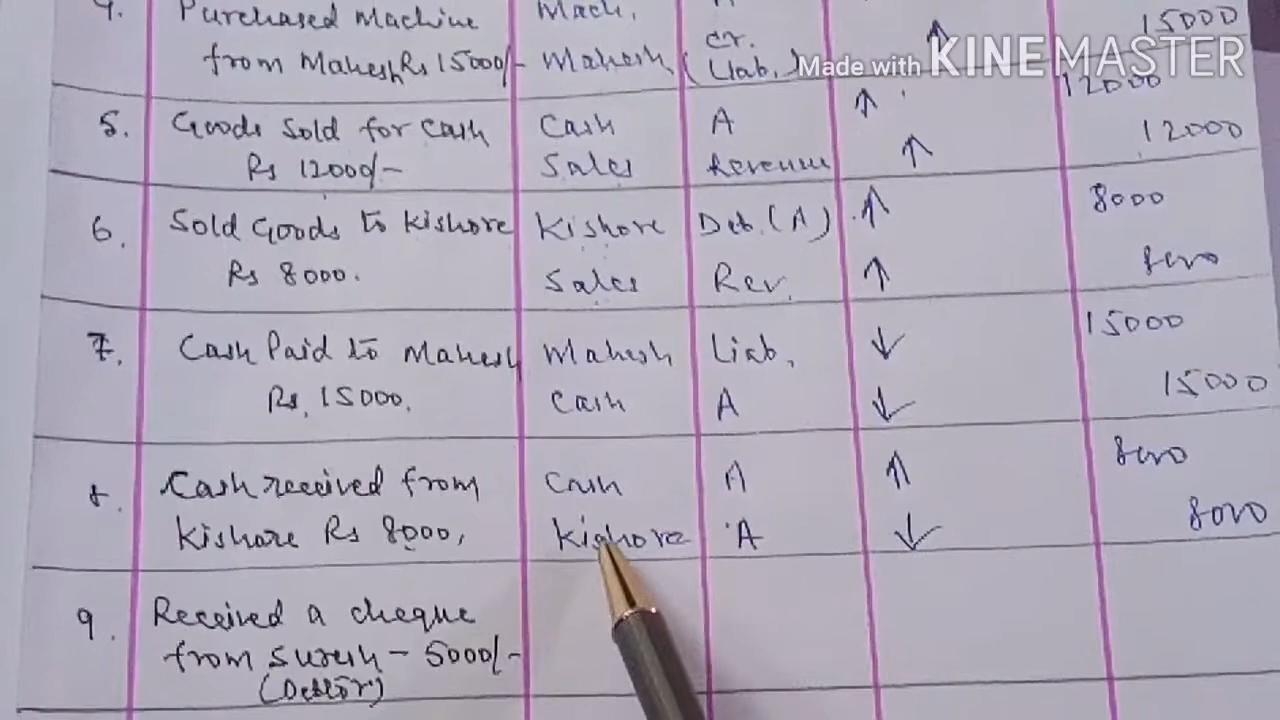 4. Purchased Machine Mach.
15000
from Mahesh Rs 15000/- Mahesh cr. (Liab.) ↑
Made with KINEMASTER
12000
5. Goods sold for cash Cash A ↑
Rs 12000/- Sales Revenue ↑ 12000
6. Sold Goods to Kishore Kishore Deb.(A) ↑ 8000
Rs 8000. Sales Rev. ↑ 8000
7. Cash Paid to Mahesh Mahesh Liab. ↓ 15000
Rs. 15000. Cash A ↓ 15000
8. Cash received from Cash A ↑ 8000
Kishore Rs 8000, Kishore A ↓ 8000
9. Received a cheque
from Suresh - 5000/-
(Debtor)